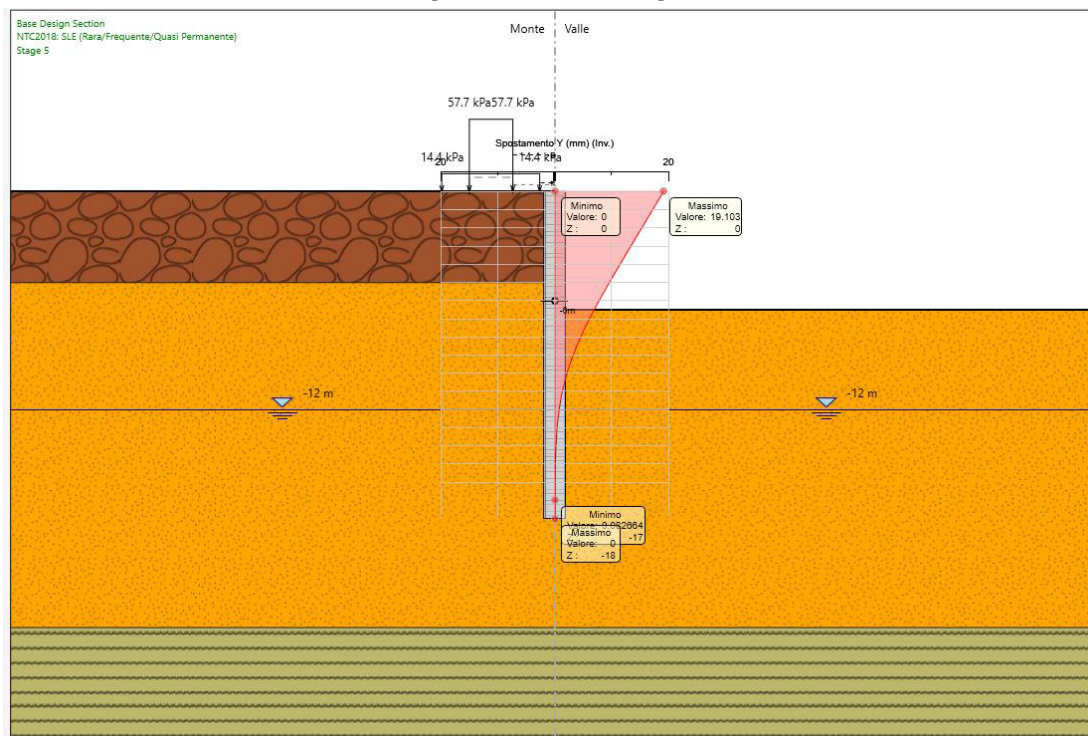 Base Design Section
NTC2018: SLE (Rara/Frequente/Quasi Permanente)
Stage 5
Monte
Valle
57.7 kPa57.7 kPa
Spostamento Y (mm) (Inv.)
14.4 kPa
14.4 kPa
20
20
Minimo
Valore: 0
Z : 0
Massimo
Valore: 19.103
Z : 0
-12 m
-12 m
Minimo
-17
Massimo
Valore: 0
Z : -18